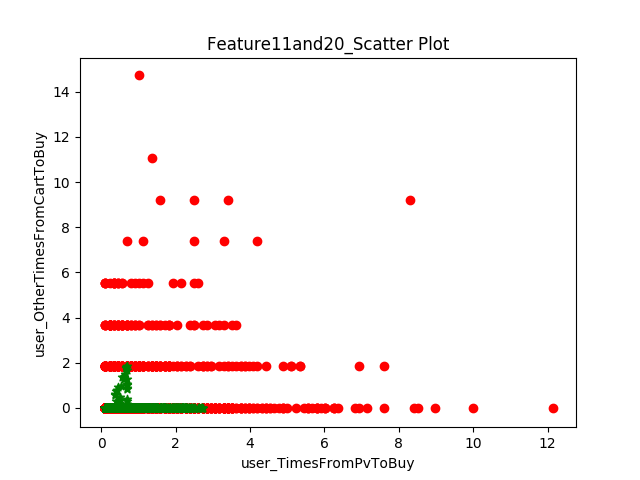 Feature11and20_Scatter Plot
14
12
10
8
6
4
2
0
user_OtherTimesFromCartToBuy
0 2 4 6 8 10 12
user_TimesFromPvToBuy